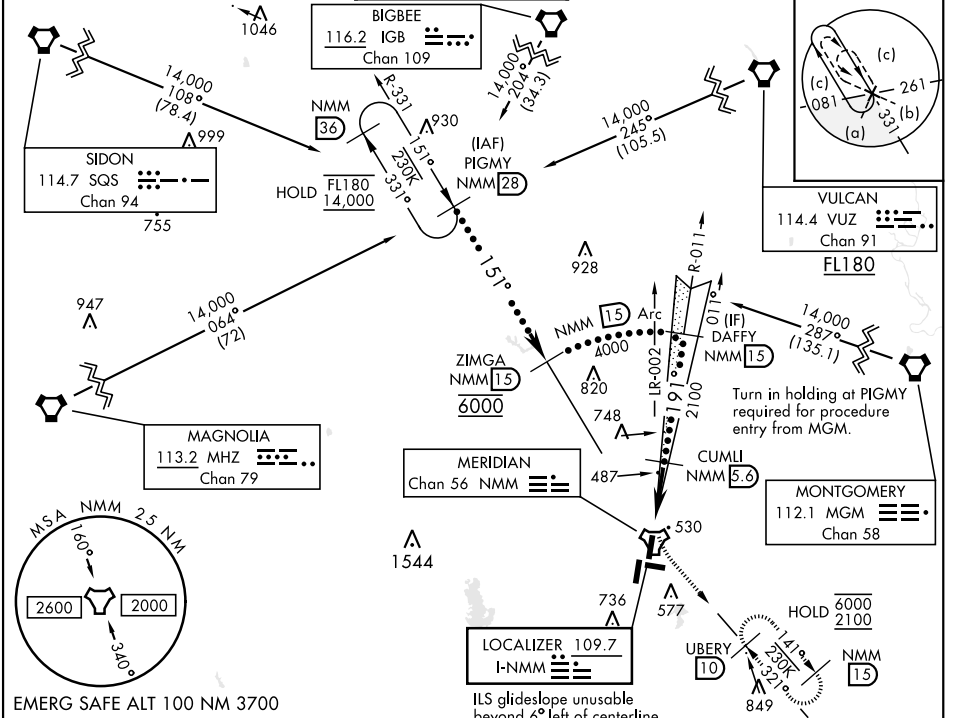 1046
BIGBEE
116.2 IGB
Chan 109
14,000
204°
(34.3)
14,000
108°
(78.4)
999
SIDON
114.7 SQS
Chan 94
755
NMM
36
R-331
930
151°
230K
331°
HOLD FL180
14,000
(IAF)
PIGMY
NMM 28
14,000
245°
(105.5)
(c)
(c)
081
261
(b)
(a)
331
VULCAN
114.4 VUZ
Chan 91
FL180
947
14,000
064°
(72)
151°
928
R-011
011°
NMM 15 Arc
4000
LR-002
191°
2100
(IF)
DAFFY
NMM 15
14,000
287°
(135.1)
ZIMGA
NMM 15
6000
820
748
487
Turn in holding at PIGMY
required for procedure
entry from MGM.
MAGNOLIA
113.2 MHZ
Chan 79
MERIDIAN
Chan 56 NMM
CUMLI
NMM 5.6
MONTGOMERY
112.1 MGM
Chan 58
530
1544
MSA NMM 25 NM
160°
2600
2000
340°
736
577
LOCALIZER 109.7
I-NMM
HOLD 6000
2100
UBERY
10
141°
230K
321°
NMM
15
849
EMERG SAFE ALT 100 NM 3700
ILS glideslope unusable
beyond 6° left of centerline